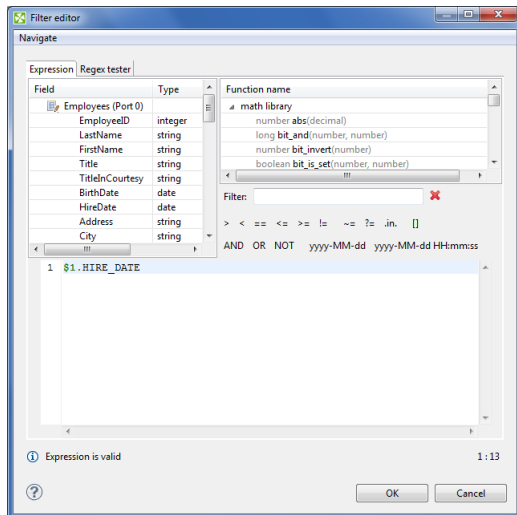 Filter editor
Navigate
Expression Regex tester
Field Type
Employees (Port 0)
EmployeeID integer
LastName string
FirstName string
Title string
TitleInCourtesy string
BirthDate date
HireDate date
Address string
City string
Function name
math library
number abs(decimal)
long bit_and(number, number)
number bit_invert(number)
boolean bit_is_set(number, number)
Filter:
> < == <= >= != ~= ?= .in. []
AND OR NOT yyyy-MM-dd yyyy-MM-dd HH:mm:ss
1 $1.HIRE_DATE
Expression is valid 1 : 13
OK Cancel